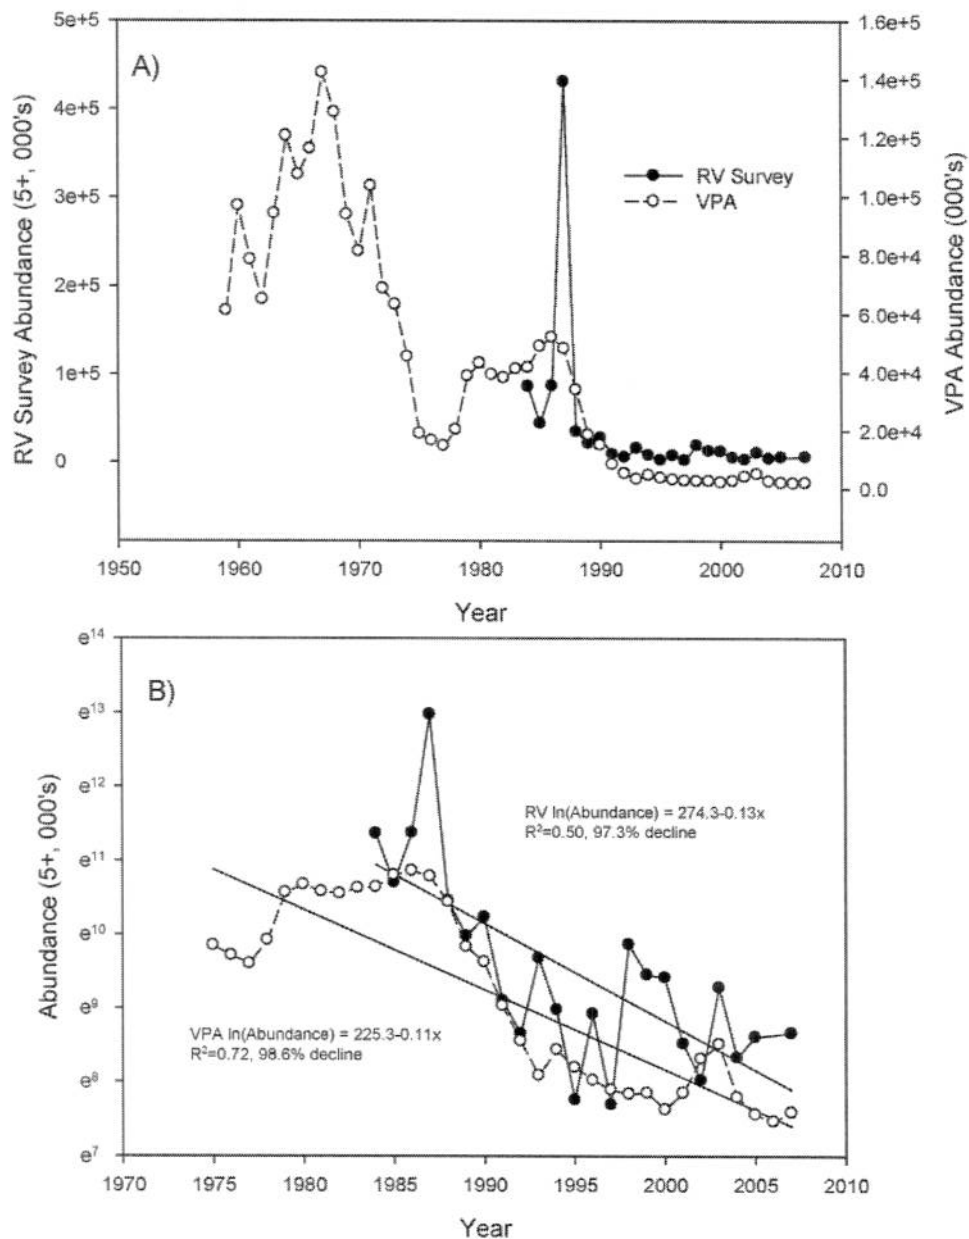 A)
5e+5
4e+5
3e+5
2e+5
1e+5
0
RV Survey Abundance (5+, 000's)
1.6e+5
1.4e+5
1.2e+5
1.0e+5
8.0e+4
6.0e+4
4.0e+4
2.0e+4
0.0
VPA Abundance (000's)
RV Survey
VPA
1950 1960 1970 1980 1990 2000 2010
Year
B)
e14
e13
e12
e11
e10
e9
e8
e7
Abundance (5+, 000's)
RV ln(Abundance) = 274.3-0.13x
R²=0.50, 97.3% decline
VPA ln(Abundance) = 225.3-0.11x
R²=0.72, 98.6% decline
1970 1975 1980 1985 1990 1995 2000 2005 2010
Year